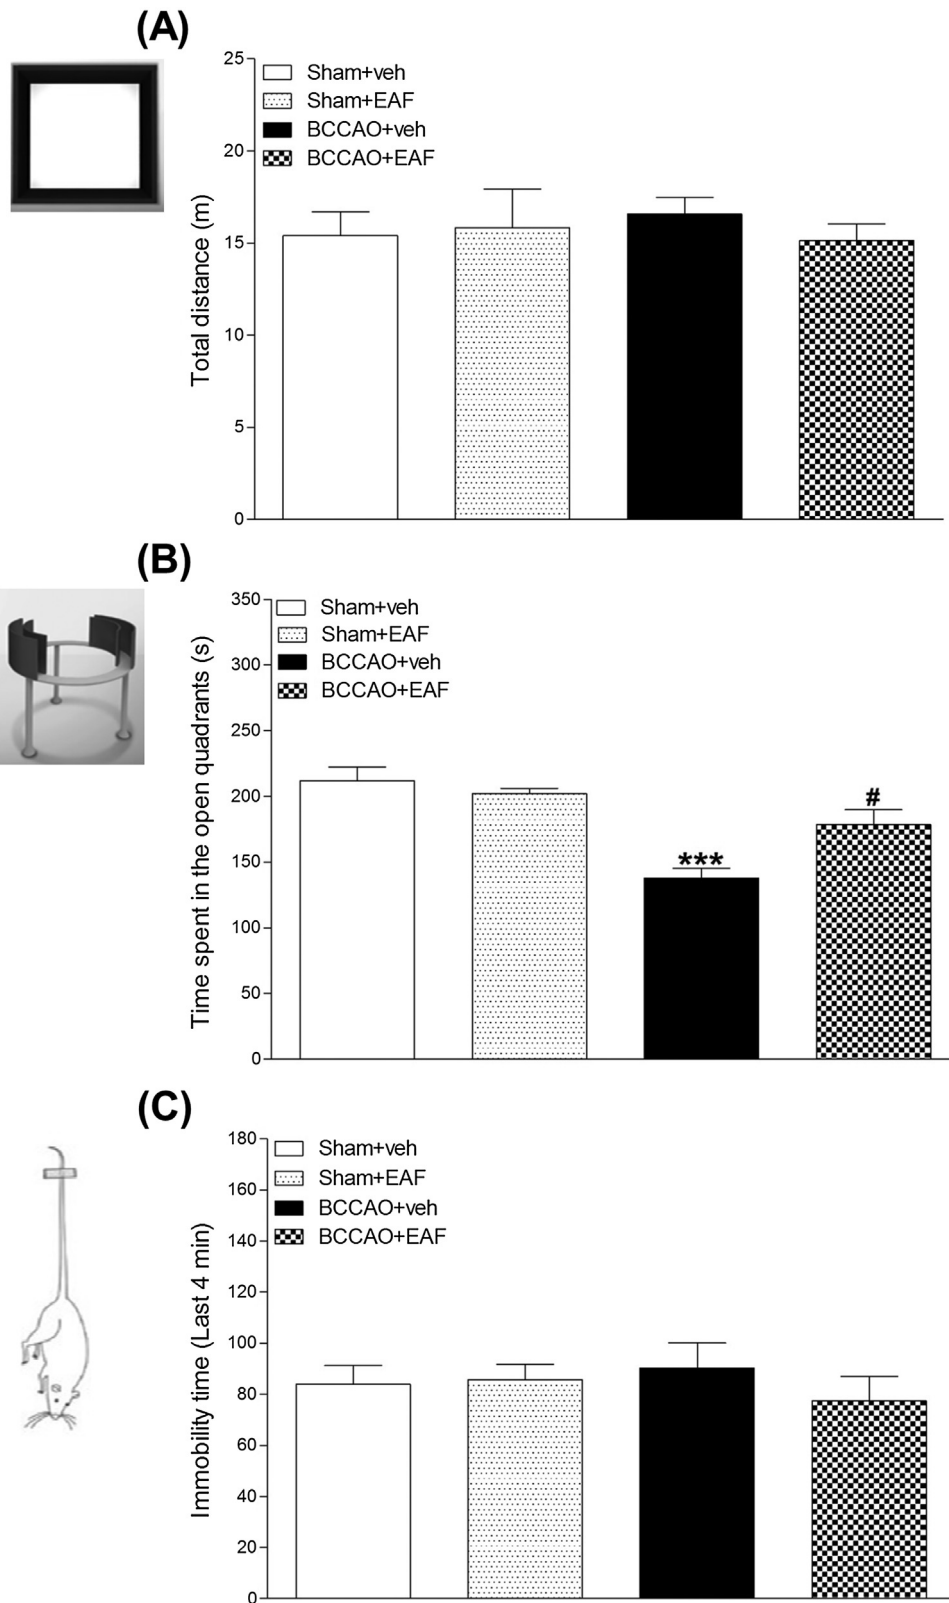 (A)
Total distance (m)
25
20
15
10
5
0
Sham+veh
Sham+EAF
BCCAO+veh
BCCAO+EAF
(B)
Time spent in the open quadrants (s)
350
300
250
200
150
100
50
0
Sham+veh
Sham+EAF
BCCAO+veh
BCCAO+EAF
***
#
(C)
Immobility time (Last 4 min)
180
160
140
120
100
80
60
40
20
0
Sham+veh
Sham+EAF
BCCAO+veh
BCCAO+EAF